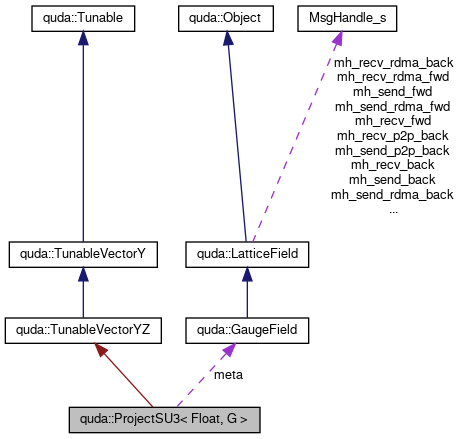 quda::Tunable
quda::Object
MsgHandle_s
mh_recv_rdma_back
mh_recv_rdma_fwd
mh_send_fwd
mh_send_rdma_fwd
mh_recv_fwd
mh_recv_p2p_back
mh_send_p2p_back
mh_recv_back
mh_send_back
mh_send_rdma_back
...
quda::TunableVectorY
quda::LatticeField
quda::TunableVectorYZ
quda::GaugeField
meta
quda::ProjectSU3< Float, G >